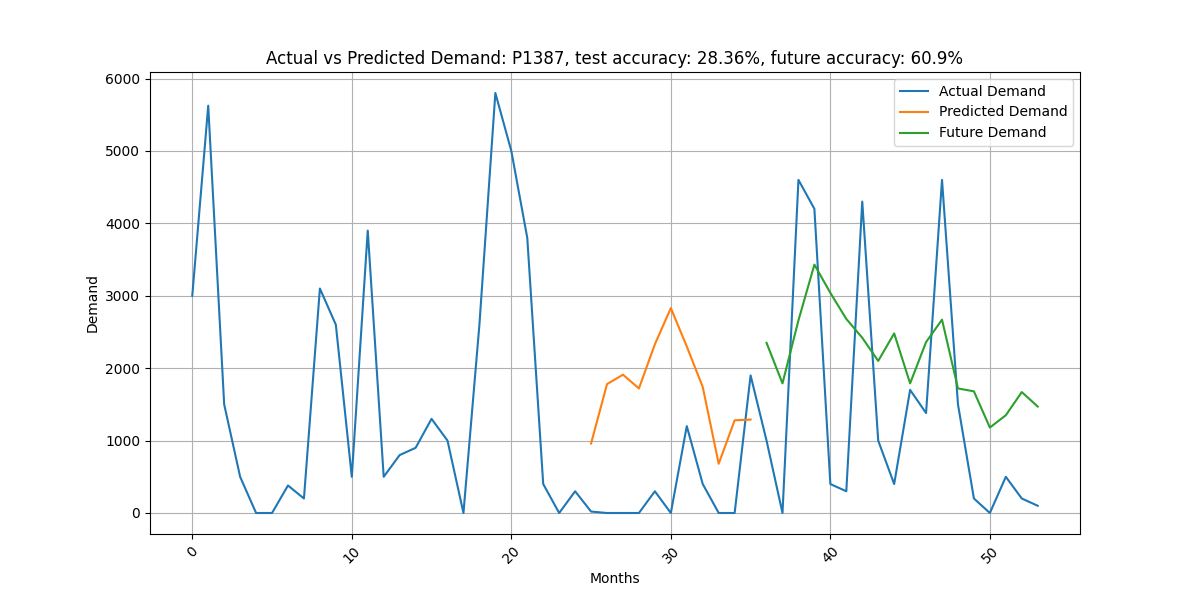 Actual vs Predicted Demand: P1387, test accuracy: 28.36%, future accuracy: 60.9%
Actual Demand
Predicted Demand
Future Demand
6000
5000
4000
3000
2000
1000
0
Demand
0
10
20
30
40
50
Months